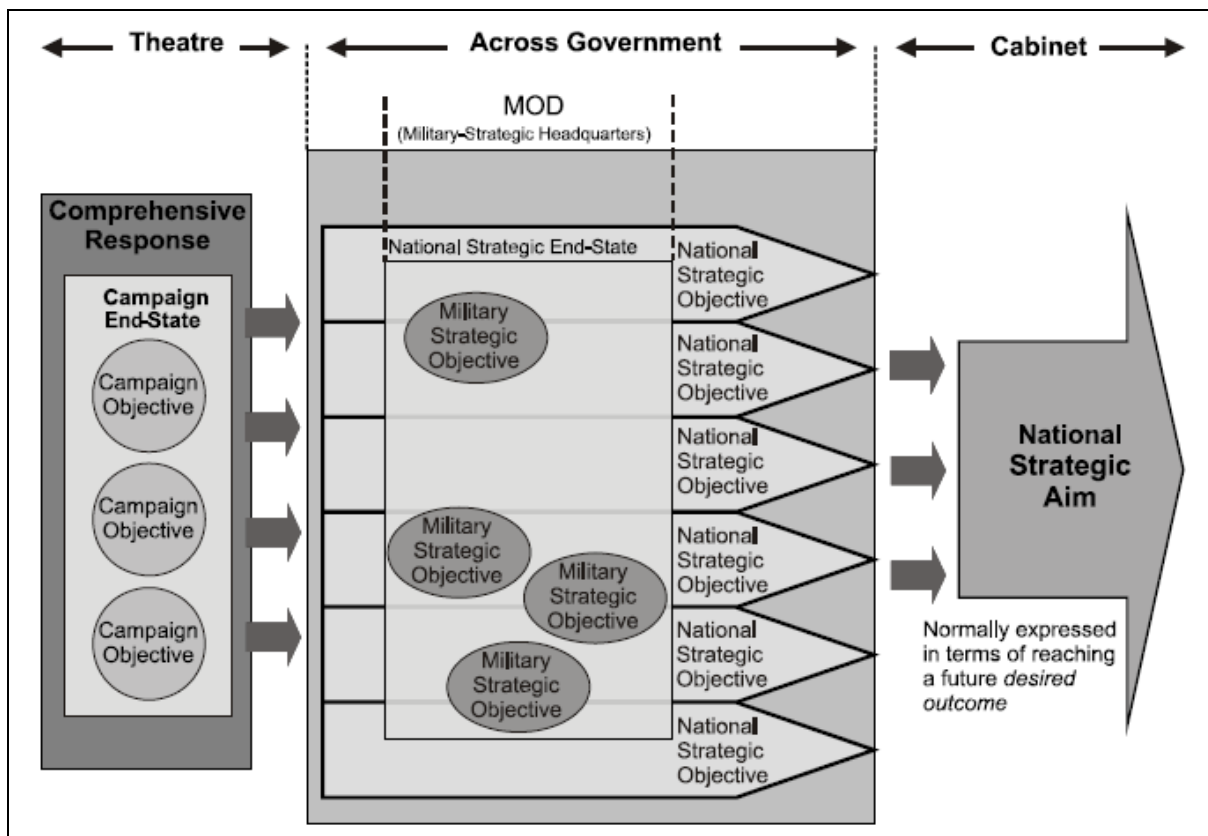 Theatre
Across Government
Cabinet
MOD
(Military-Strategic Headquarters)
Comprehensive
Response
Campaign
End-State
Campaign
Objective
Campaign
Objective
Campaign
Objective
National Strategic End-State
Military
Strategic
Objective
Military
Strategic
Objective
Military
Strategic
Objective
Military
Strategic
Objective
National
Strategic
Objective
National
Strategic
Objective
National
Strategic
Objective
National
Strategic
Objective
National
Strategic
Objective
National
Strategic
Objective
National
Strategic
Aim
Normally expressed
in terms of reaching
a future desired
outcome